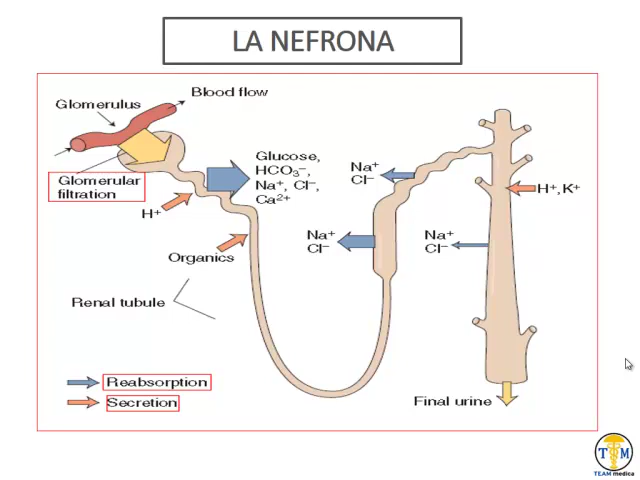 LA NEFRONA
Blood flow
Glomerulus
Glomerular
filtration
Glucose,
HCO₃⁻,
Na⁺, Cl⁻,
Ca²⁺
H⁺
Organics
Renal tubule
Na⁺
Cl⁻
Na⁺
Cl⁻
Na⁺
Cl⁻
H⁺, K⁺
Reabsorption
Secretion
Final urine
T M
TEAM medica